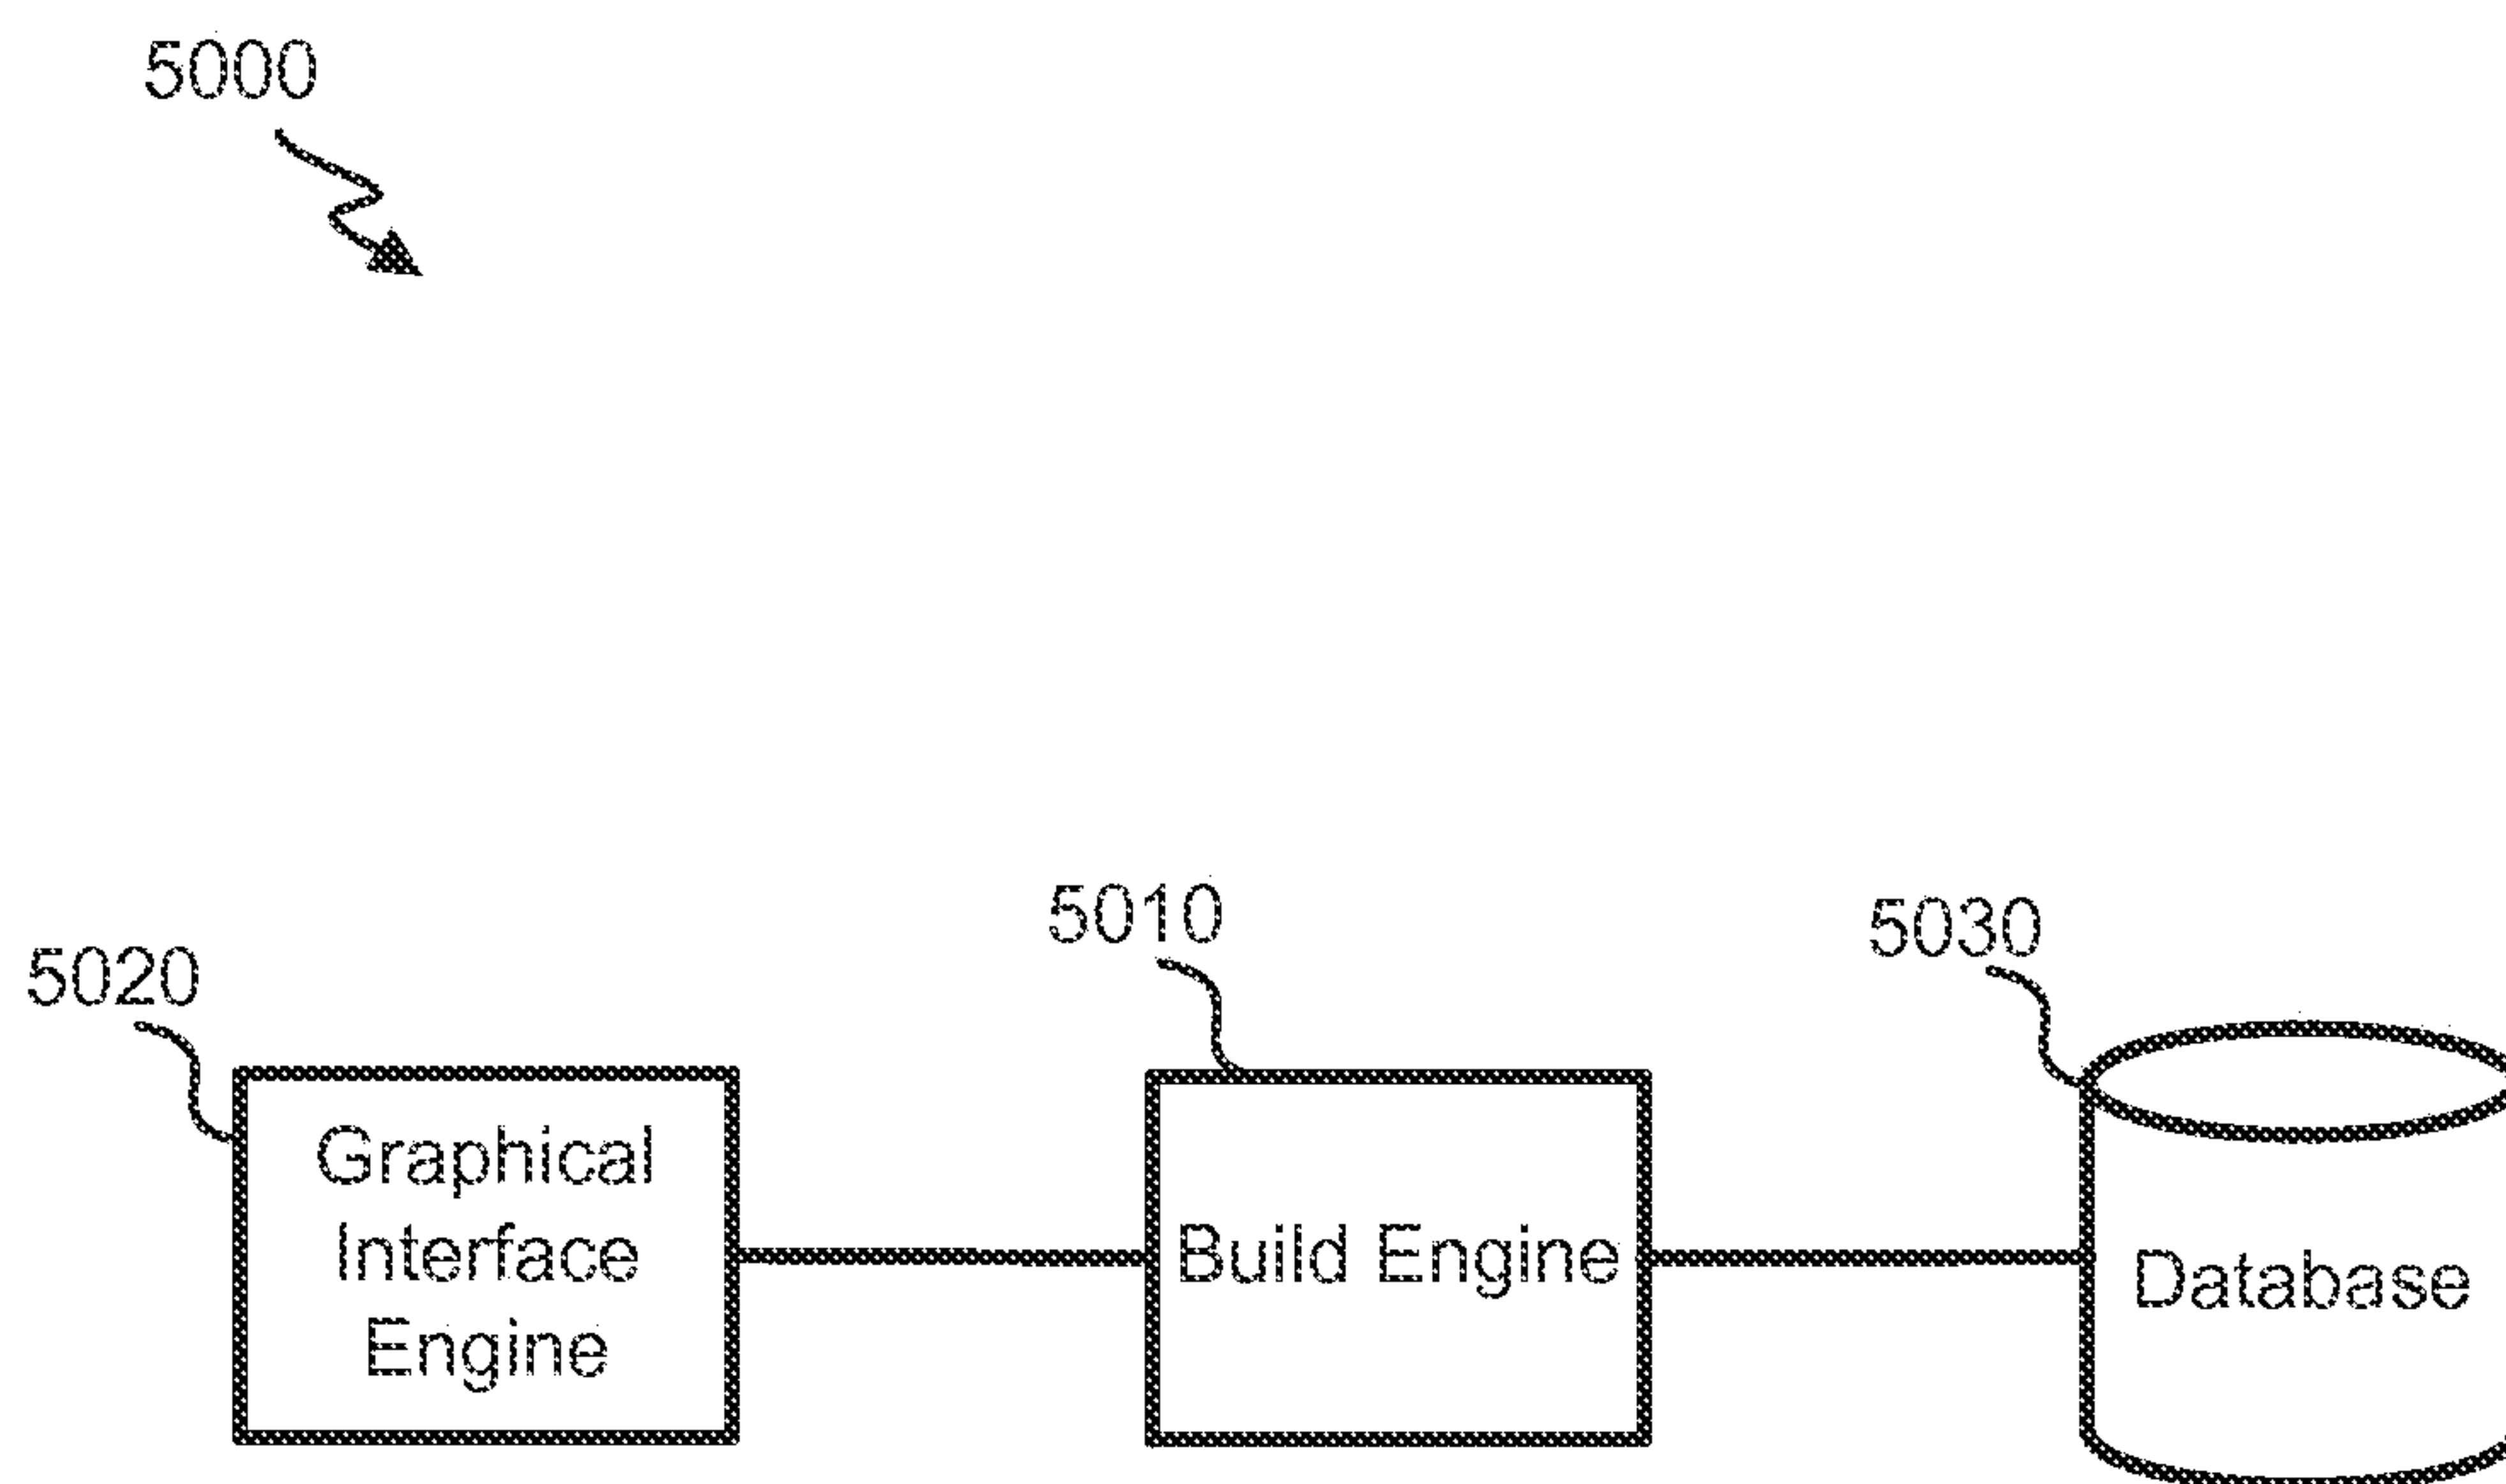 5000
5010
5030
5020
Graphical
Interface
Engine
Build Engine
Database